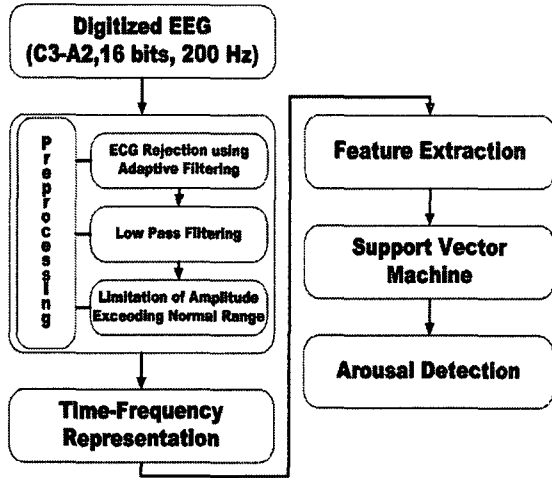 Digitized EEG
(C3-A2,16 bits, 200 Hz)
Preprocessing
ECG Rejection using
Adaptive Filtering
Low Pass Filtering
Limitation of Amplitude
Exceeding Normal Range
Time-Frequency
Representation
Feature Extraction
Support Vector
Machine
Arousal Detection